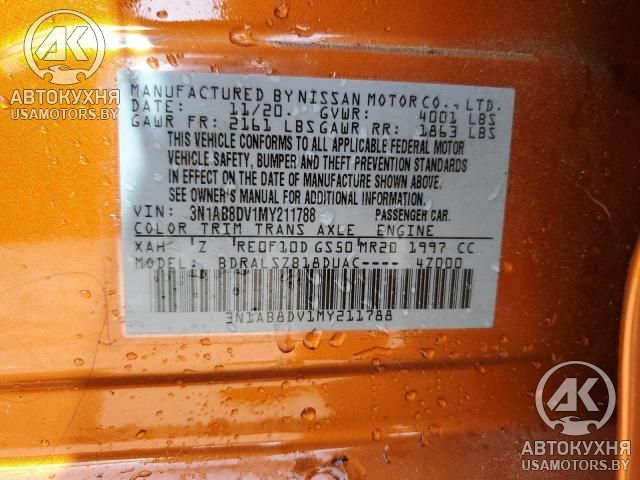 AK
АВТОКУХНЯ
USAMOTORS.BY
MANUFACTURED BY NISSAN MOTOR CO., LTD.
DATE: 11/20. GVWR: 4001 LBS
GAWR FR: 2161 LBS GAWR RR: 1863 LBS
THIS VEHICLE CONFORMS TO ALL APPLICABLE FEDERAL MOTOR
VEHICLE SAFETY, BUMPER AND THEFT PREVENTION STANDARDS
IN EFFECT ON THE DATE OF MANUFACTURE SHOWN ABOVE.
SEE OWNER'S MANUAL FOR ADDITIONAL INFORMATION
VIN: 3N1AB8DV1MY211788 PASSENGER CAR.
COLOR TRIM TRANS AXLE ENGINE
XAH Z RE0F10D GS50 MR20 1997 CC
MODEL: BDRALSZB18DUAC---- 47000
3N1AB8DV1MY211788
AK
АВТОКУХНЯ
USAMOTORS.BY